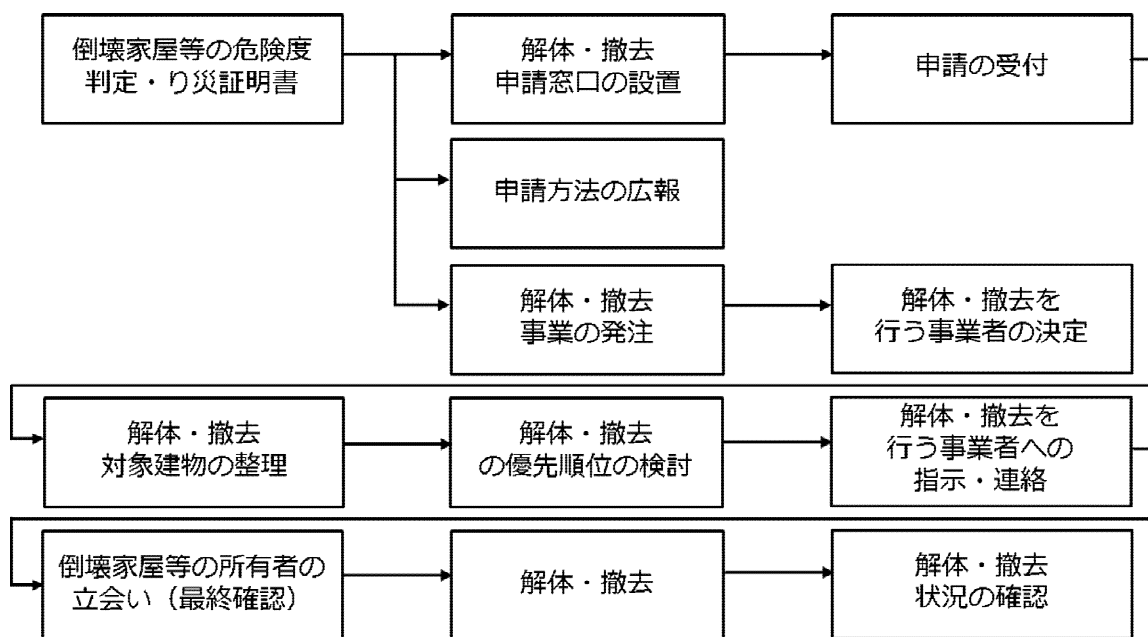 倒壊家屋等の危険度
判定・り災証明書
解体・撤去
申請窓口の設置
申請の受付
申請方法の広報
解体・撤去
事業の発注
解体・撤去を
行う事業者の決定
解体・撤去
対象建物の整理
解体・撤去
の優先順位の検討
解体・撤去を
行う事業者への
指示・連絡
倒壊家屋等の所有者の
立会い（最終確認）
解体・撤去
解体・撤去
状況の確認